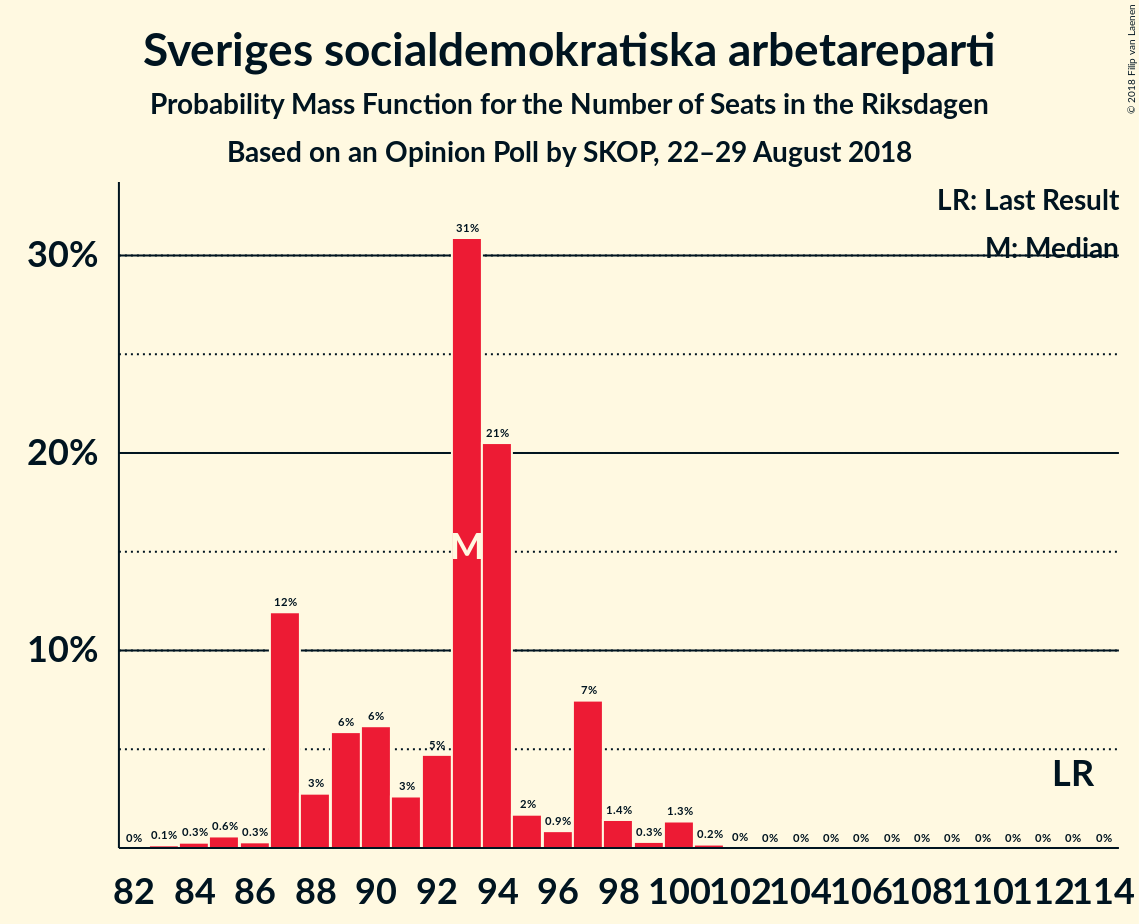 Sveriges socialdemokratiska arbetareparti
Probability Mass Function for the Number of Seats in the Riksdagen
Based on an Opinion Poll by SKOP, 22–29 August 2018
© 2018 Filip van Laenen
LR: Last Result
M: Median
30%
20%
10%
0% 0.1% 0.3% 0.6% 0.3% 12% 3% 6% 6% 3% 5% 31% 21% 2% 0.9% 7% 1.4% 0.3% 1.3% 0.2% 0% 0% 0% 0% 0% 0% 0% 0% 0% 0% 0% 0% 0%
M
LR
82 84 86 88 90 92 94 96 98 100 102 104 106 108 110 112 114